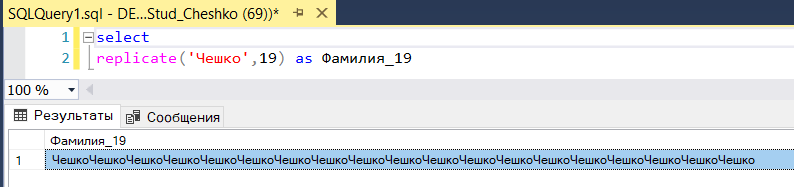 SQLQuery1.sql - DE...Stud_Cheshko (69))*
1 select
2 replicate('Чешко',19) as Фамилия_19
100 %
Результаты Сообщения
Фамилия_19
1 ЧешкоЧешкоЧешкоЧешкоЧешкоЧешкоЧешкоЧешкоЧешкоЧешкоЧешкоЧешкоЧешкоЧешкоЧешкоЧешкоЧешкоЧешкоЧешко